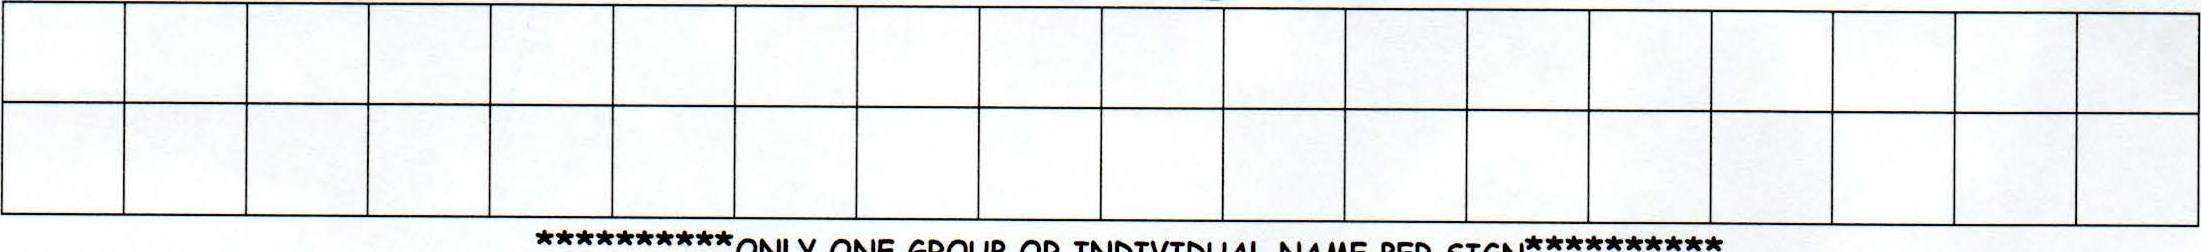 **********ONLY ONE GROUP OR INDIVIDUAL NAME PER SIGN**********